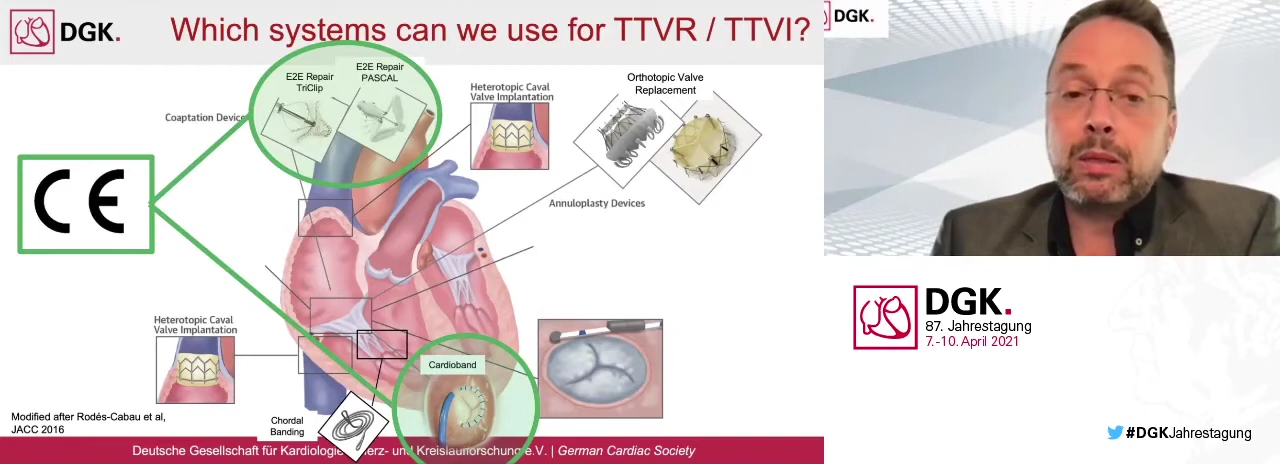 DGK.
Which systems can we use for TTVR / TTVI?
E2E Repair
TriClip
E2E Repair
PASCAL
Coaptation Device
Heterotopic Caval
Valve Implantation
Orthotopic Valve
Replacement
CE
Annuloplasty Devices
Heterotopic Caval
Valve Implantation
Cardioband
Chordal
Banding
Modified after Rodés-Cabau et al,
JACC 2016
Deutsche Gesellschaft für Kardiologie Herz- und Kreislaufforschung e.V. | German Cardiac Society
DGK.
DGK.
87. Jahrestagung
7.-10. April 2021
#DGKJahrestagung